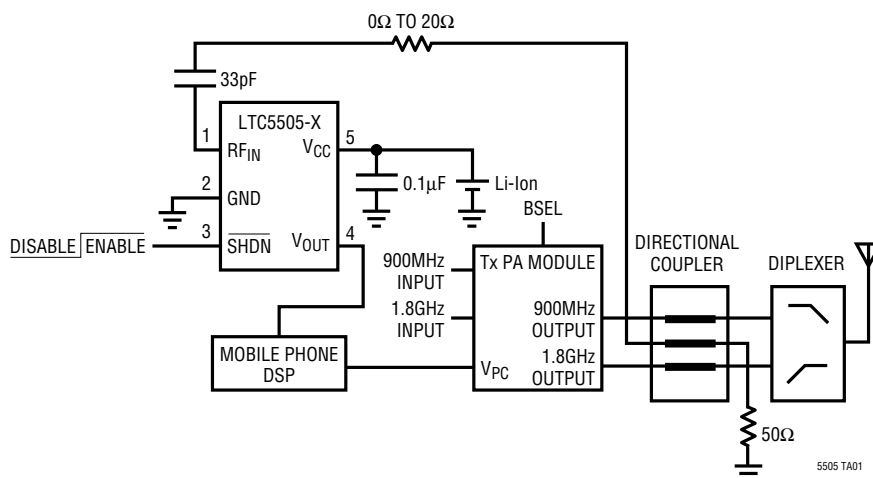 0Ω TO 20Ω
33pF
LTC5505-X
1
RFIN
VCC
5
2
GND
0.1µF
Li-Ion
DISABLE ENABLE
3
SHDN
VOUT
4
BSEL
900MHz
INPUT
1.8GHz
INPUT
Tx PA MODULE
900MHz
OUTPUT
1.8GHz
OUTPUT
VPC
DIRECTIONAL
COUPLER
DIPLEXER
MOBILE PHONE
DSP
50Ω
5505 TA01